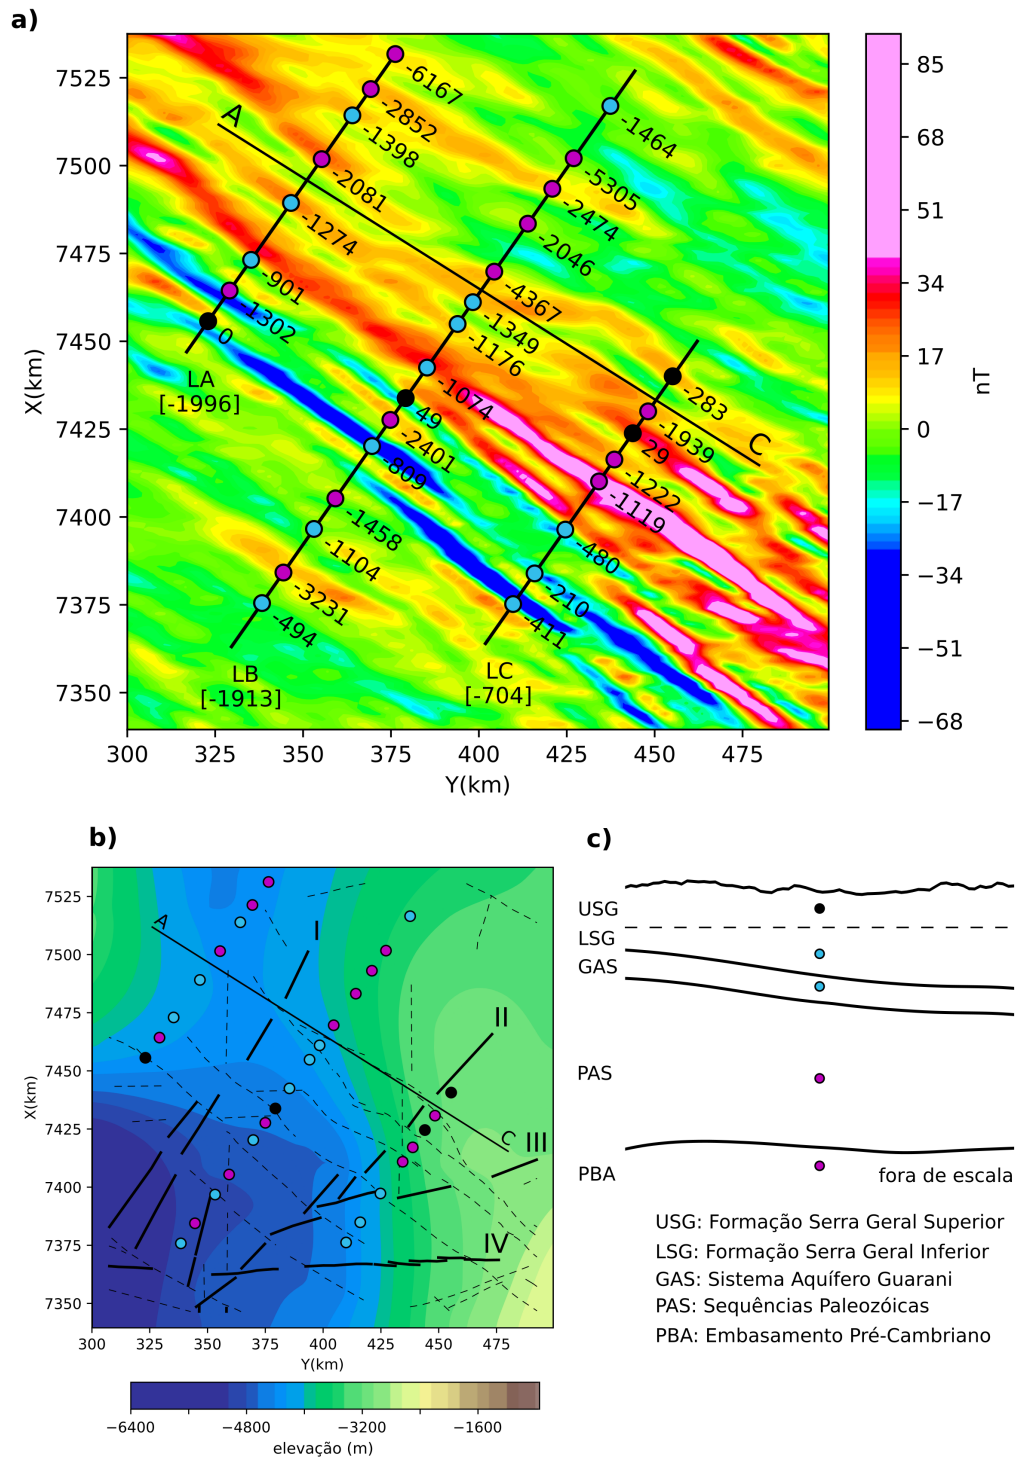 a)
7525
7500
7475
7450
7425
7400
7375
7350
X(km)
300
325
350
375
400
425
450
475
Y(km)
A
C
-6167
-2852
-1398
-2081
-1274
-901
-1302
0
LA
[-1996]
-1464
-5305
-2474
-2046
-4367
-1349
-1176
-1074
49
-2401
-809
-1458
-1104
-3231
-494
LB
[-1913]
-283
-1939
29
-1222
-1119
-480
-210
-411
LC
[-704]
85
68
51
34
17
0
−17
−34
−51
−68
nT
b)
7525
7500
7475
7450
7425
7400
7375
7350
X(km)
A
C
I
II
III
IV
300
325
350
375
400
425
450
475
Y(km)
−6400
−4800
−3200
−1600
elevação (m)
c)
USG
LSG
GAS
PAS
PBA
fora de escala
USG: Formação Serra Geral Superior
LSG: Formação Serra Geral Inferior
GAS: Sistema Aquífero Guarani
PAS: Sequências Paleozóicas
PBA: Embasamento Pré-Cambriano